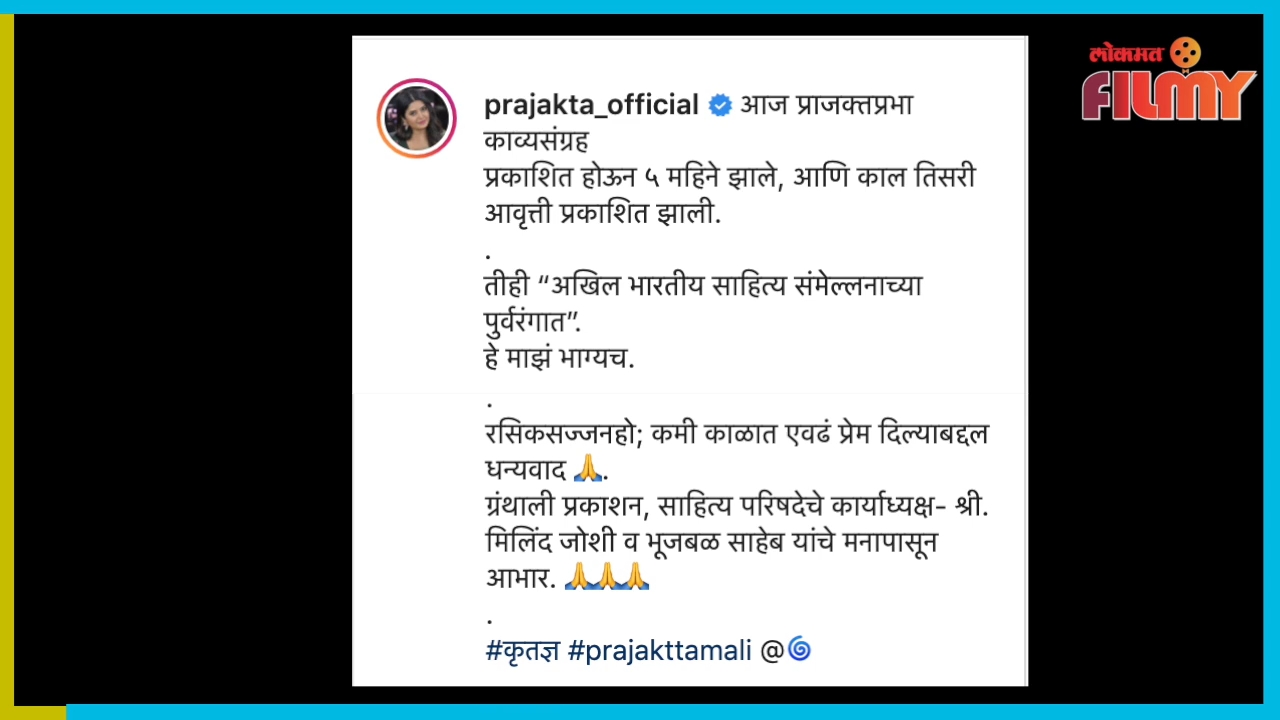 लोकमत
FILMY
prajakta_official आज प्राजक्तप्रभा
काव्यसंग्रह
प्रकाशित होऊन ५ महिने झाले, आणि काल तिसरी
आवृत्ती प्रकाशित झाली.
.
तीही “अखिल भारतीय साहित्य संमेल्लनाच्या
पुर्वरंगात”.
हे माझं भाग्यच.
.
रसिकसज्जनहो; कमी काळात एवढं प्रेम दिल्याबद्दल
धन्यवाद 🙏.
ग्रंथाली प्रकाशन, साहित्य परिषदेचे कार्याध्यक्ष- श्री.
मिलिंद जोशी व भूजबळ साहेब यांचे मनापासून
आभार. 🙏🙏🙏
.
#कृतज्ञ #prajakttamali @🌀